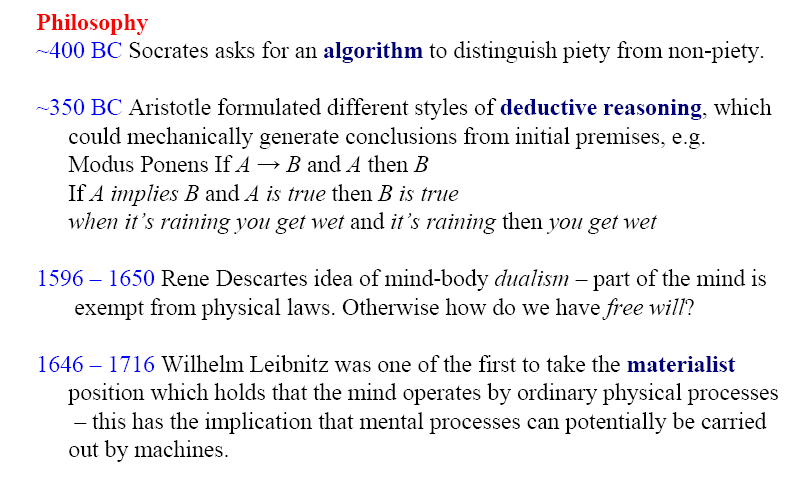 Philosophy
~400 BC Socrates asks for an algorithm to distinguish piety from non-piety.
~350 BC Aristotle formulated different styles of deductive reasoning, which
could mechanically generate conclusions from initial premises, e.g.
Modus Ponens If A → B and A then B
If A implies B and A is true then B is true
when it's raining you get wet and it's raining then you get wet
1596 – 1650 Rene Descartes idea of mind-body dualism – part of the mind is
exempt from physical laws. Otherwise how do we have free will?
1646 – 1716 Wilhelm Leibnitz was one of the first to take the materialist
position which holds that the mind operates by ordinary physical processes
– this has the implication that mental processes can potentially be carried
out by machines.